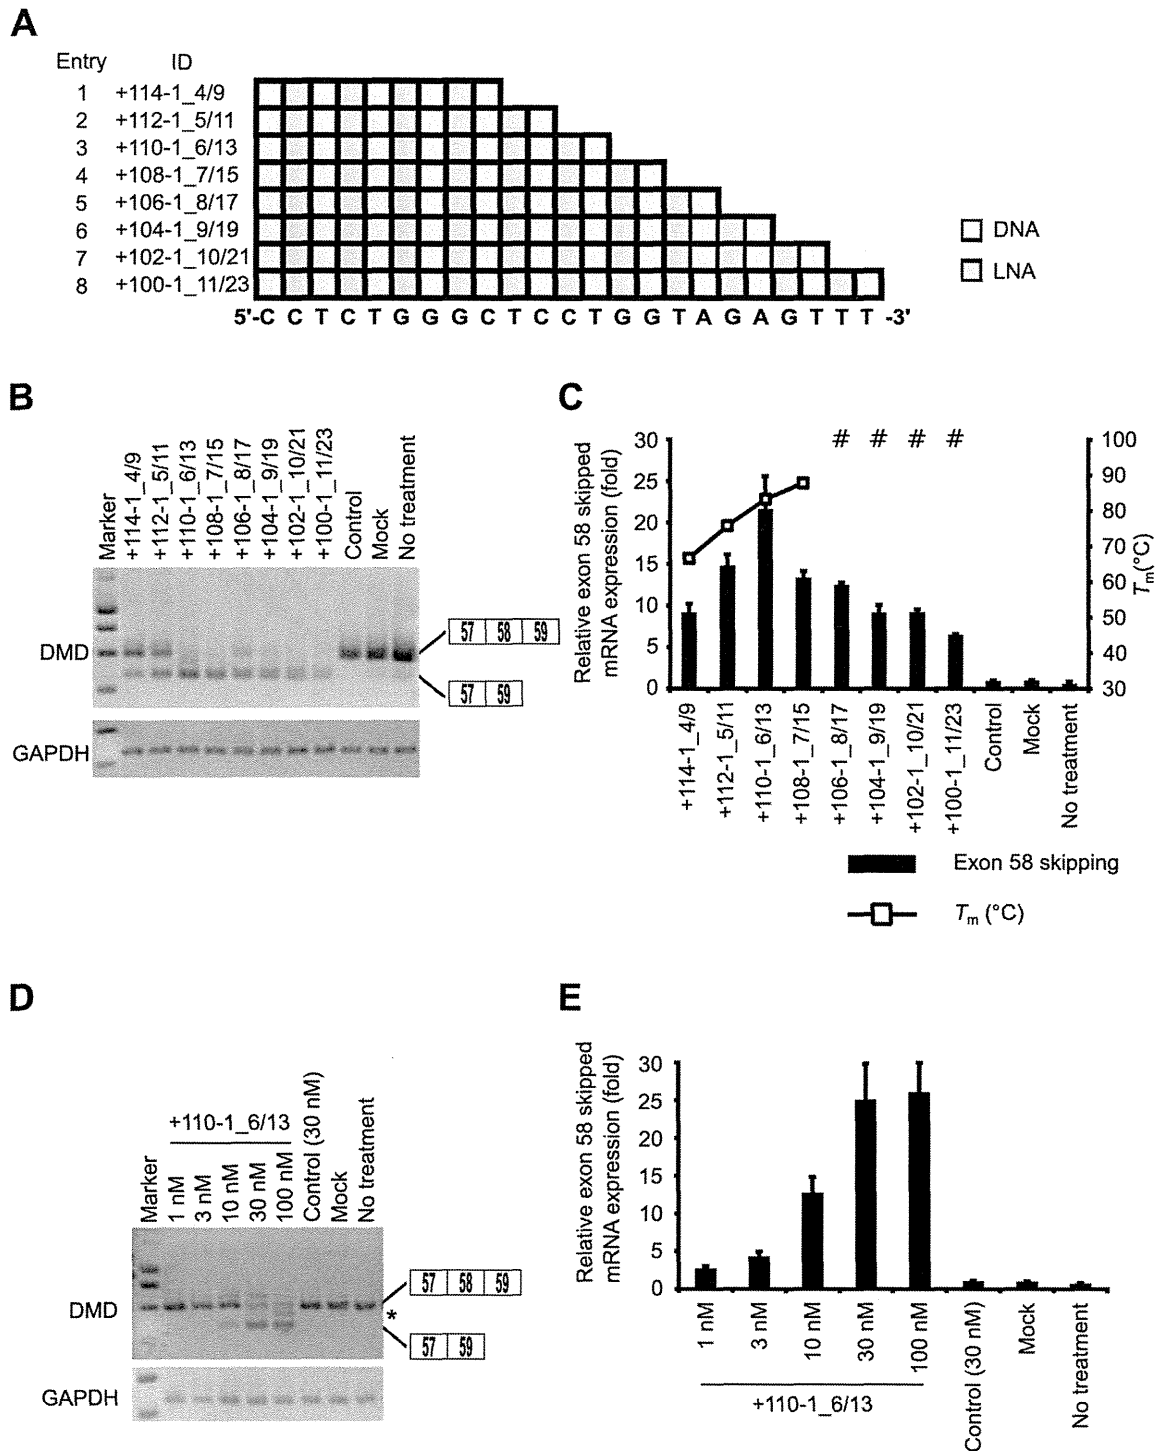 A
Entry ID
1 +114-1_4/9
2 +112-1_5/11
3 +110-1_6/13
4 +108-1_7/15
5 +106-1_8/17
6 +104-1_9/19
7 +102-1_10/21
8 +100-1_11/23
DNA
LNA
5'-C C T C T G G G C T C C T G G T A G A G T T T -3'
B
Marker
+114-1_4/9
+112-1_5/11
+110-1_6/13
+108-1_7/15
+106-1_8/17
+104-1_9/19
+102-1_10/21
+100-1_11/23
Control
Mock
No treatment
DMD
57 58 59
57 59
GAPDH
C
Relative exon 58 skipped
mRNA expression (fold)
30
25
20
15
10
5
0
# # # #
100
90
80
70
60
50
40
30
Tm(°C)
+114-1_4/9
+112-1_5/11
+110-1_6/13
+108-1_7/15
+106-1_8/17
+104-1_9/19
+102-1_10/21
+100-1_11/23
Control
Mock
No treatment
Exon 58 skipping
Tm (°C)
D
+110-1_6/13
Marker
1 nM
3 nM
10 nM
30 nM
100 nM
Control (30 nM)
Mock
No treatment
DMD
57 58 59
*
57 59
GAPDH
E
Relative exon 58 skipped
mRNA expression (fold)
30
25
20
15
10
5
0
1 nM
3 nM
10 nM
30 nM
100 nM
Control (30 nM)
Mock
No treatment
+110-1_6/13